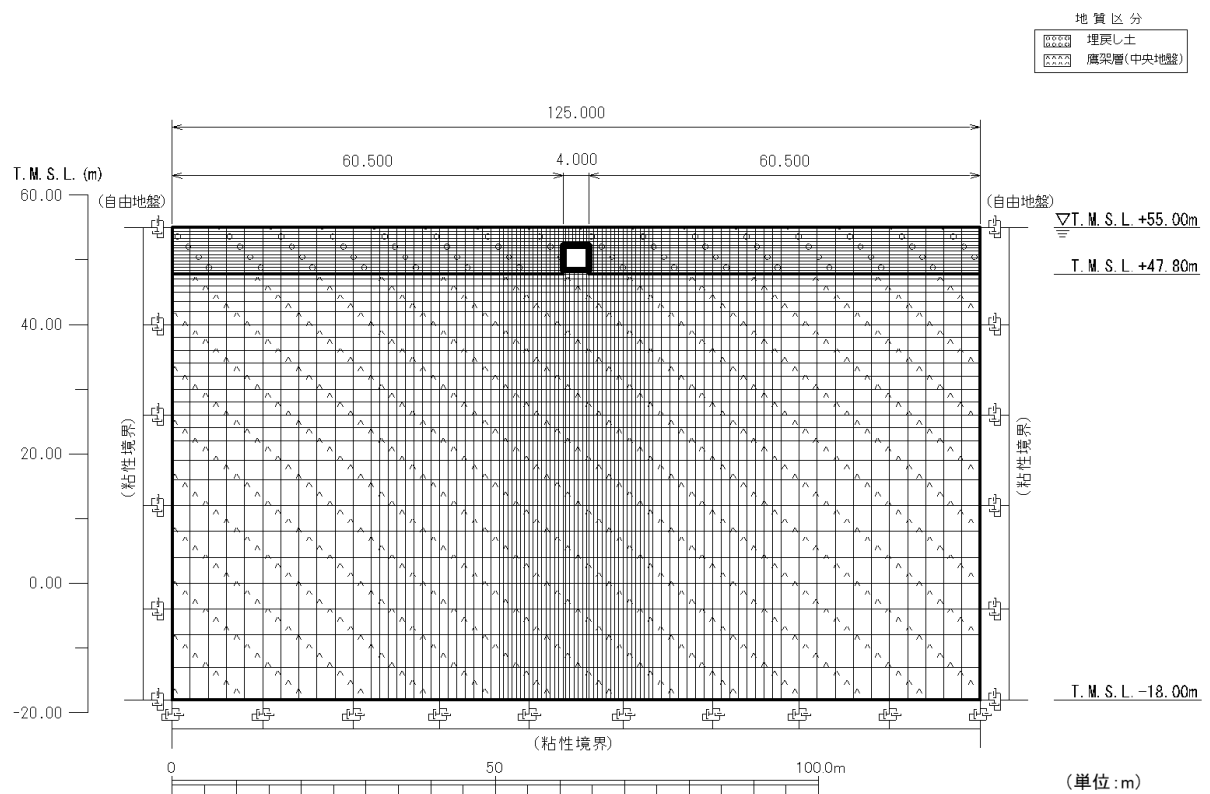 地質区分
埋戻し土
鷹架層(中央地盤)
125.000
60.500
4.000
60.500
T.M.S.L.(m)
60.00
(自由地盤)
(自由地盤)
▽T.M.S.L.+55.00m
T.M.S.L.+47.80m
40.00
20.00
(粘性境界)
(粘性境界)
0.00
-20.00
T.M.S.L.-18.00m
(粘性境界)
0
50
100.0m
(単位:m)